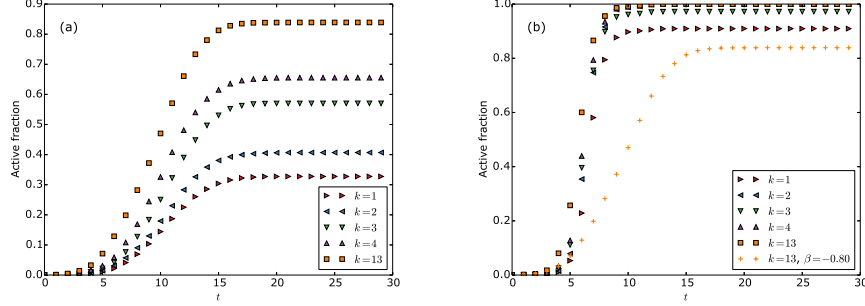 (a)
Active fraction
0.9
0.8
0.7
0.6
0.5
0.4
0.3
0.2
0.1
0.0
0 5 10 15 20 25 30
t
k=1
k=2
k=3
k=4
k=13
(b)
Active fraction
1.0
0.8
0.6
0.4
0.2
0.0
0 5 10 15 20 25 30
t
k=1
k=2
k=3
k=4
k=13
k=13, β=−0.80